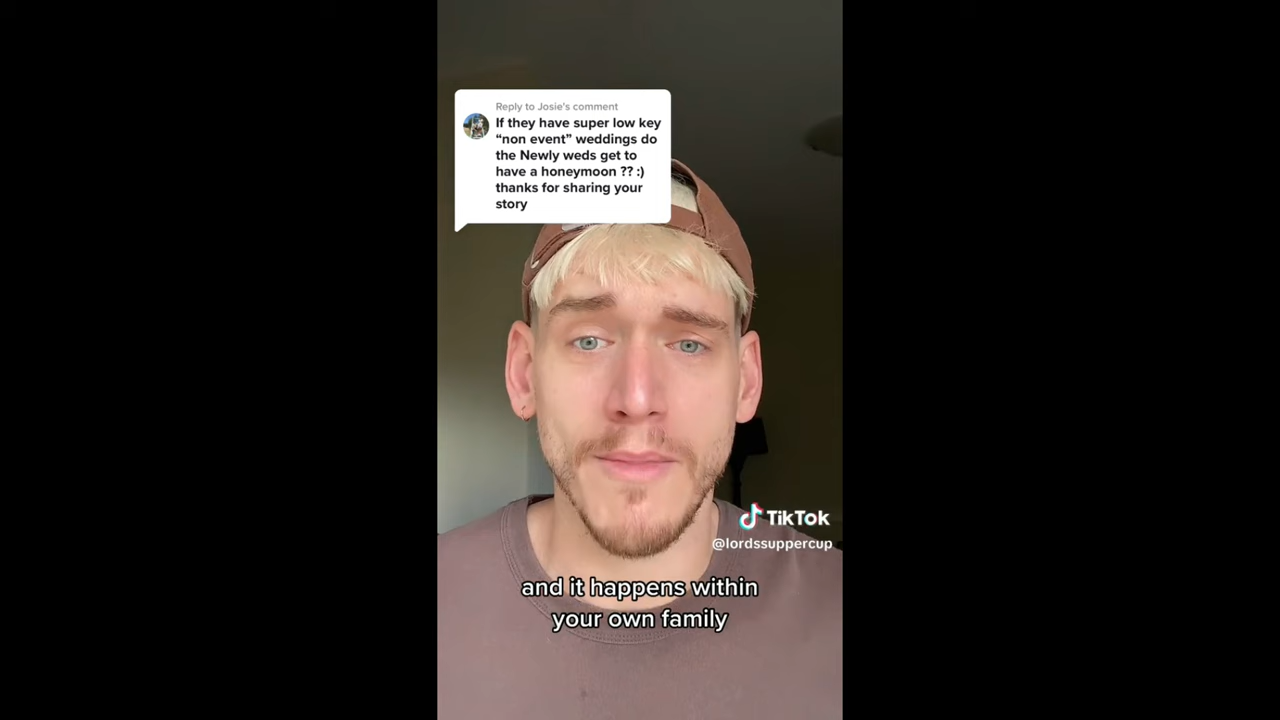 Reply to Josie's comment
If they have super low key
“non event” weddings do
the Newly weds get to
have a honeymoon ?? :)
thanks for sharing your
story
TikTok
@lordssuppercup
and it happens within
your own family